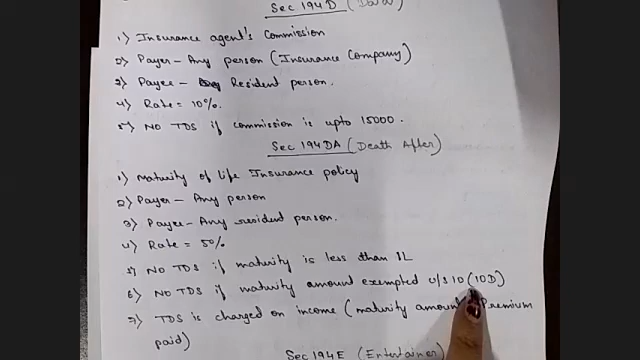 Sec 194D
1) Insurance agent's Commission
2) Payer - Any person (Insurance Company)
3) Payee - Resident person.
4) Rate = 10%.
5) NO TDS if commission is upto 15000.
Sec 194DA (Death After)
1) Maturity of life Insurance policy
2) Payer - Any person
3) Payee - Any resident person.
4) Rate = 5%
5) NO TDS if maturity is less than 1L
6) NO TDS if maturity amount exempted u/s 10 (10D)
7) TDS is charged on income (maturity amount Premium
paid)
Sec 194E (Entertainer)